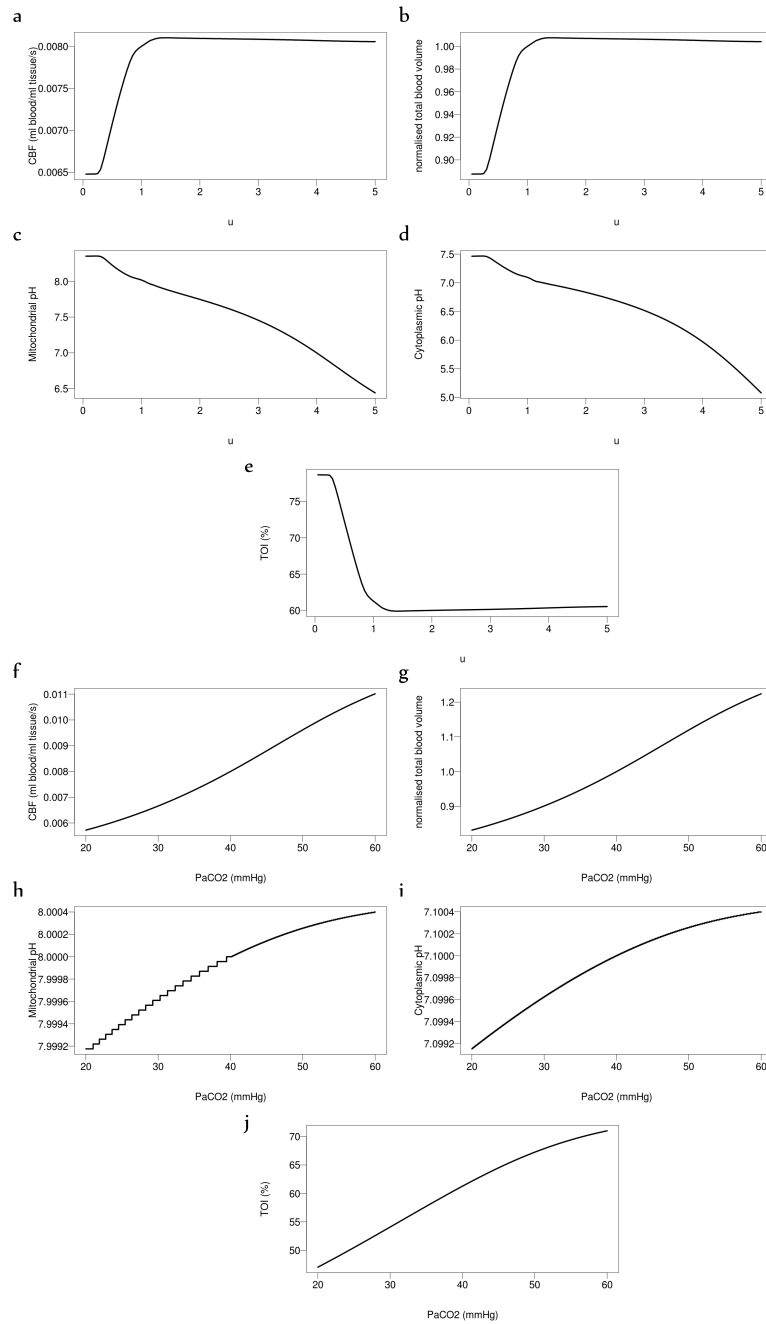 a
CBF (ml blood/ml tissue/s)
0.0080
0.0075
0.0070
0.0065
0 1 2 3 4 5
u
b
normalised total blood volume
1.00
0.98
0.96
0.94
0.92
0.90
0 1 2 3 4 5
u
c
Mitochondrial pH
8.0
7.5
7.0
6.5
0 1 2 3 4 5
u
d
Cytoplasmic pH
7.5
7.0
6.5
6.0
5.5
5.0
0 1 2 3 4 5
u
e
TOI (%)
75
70
65
60
0 1 2 3 4 5
u
f
CBF (ml blood/ml tissue/s)
0.011
0.010
0.009
0.008
0.007
0.006
20 30 40 50 60
PaCO2 (mmHg)
g
normalised total blood volume
1.2
1.1
1.0
0.9
20 30 40 50 60
PaCO2 (mmHg)
h
Mitochondrial pH
8.0004
8.0002
8.0000
7.9998
7.9996
7.9994
7.9992
20 30 40 50 60
PaCO2 (mmHg)
i
Cytoplasmic pH
7.1004
7.1002
7.1000
7.0998
7.0996
7.0994
7.0992
20 30 40 50 60
PaCO2 (mmHg)
j
TOI (%)
70
65
60
55
50
20 30 40 50 60
PaCO2 (mmHg)